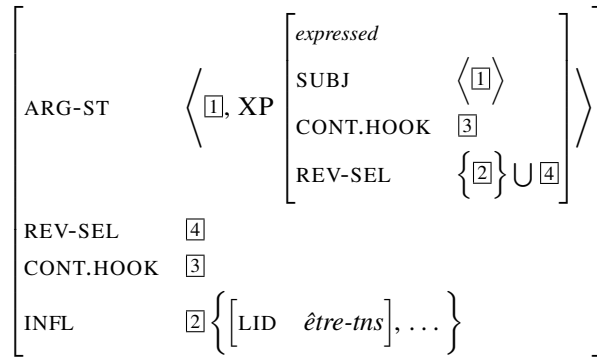 expressed
SUBJ ⟨1⟩
ARG-ST ⟨1, XP
CONT.HOOK 3
REV-SEL {2} ⋃ 4⟩
REV-SEL 4
CONT.HOOK 3
INFL 2 {[LID être-tns], ...}